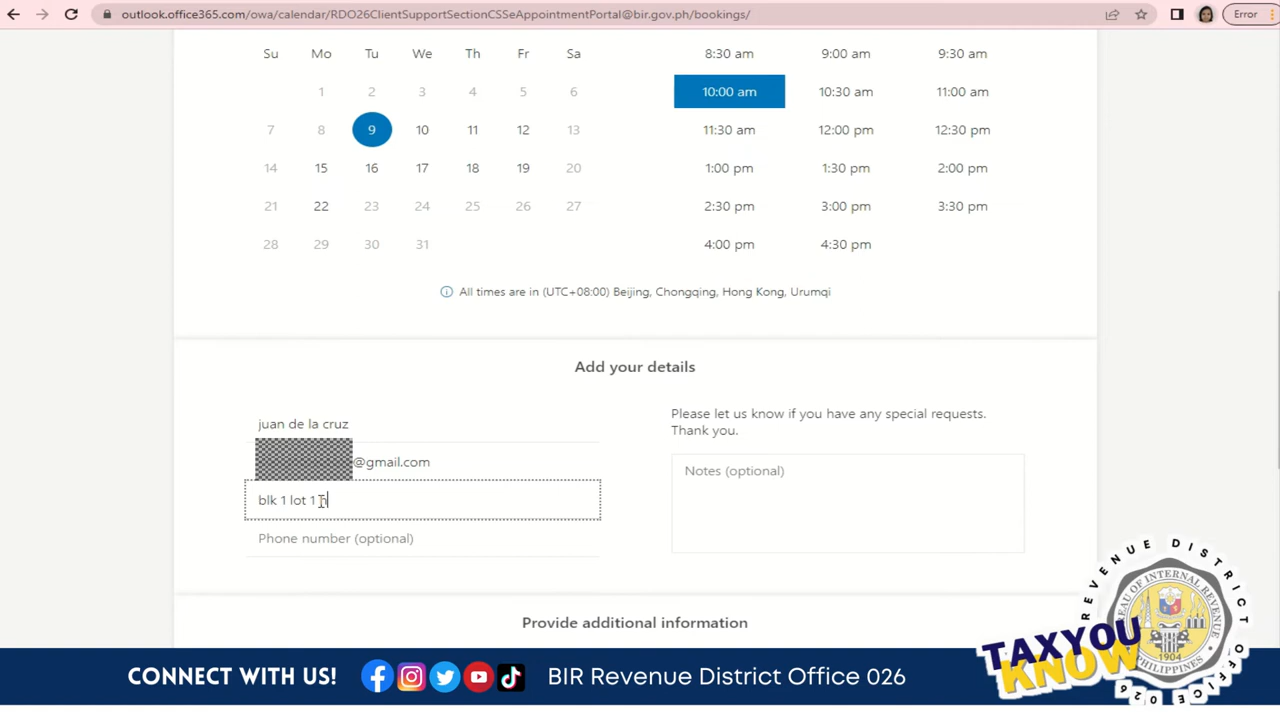 outlook.office365.com/owa/calendar/RDO26ClientSupportSectionCSSeAppointmentPortal@bir.gov.ph/bookings/
Error
Su Mo Tu We Th Fr Sa
1 2 3 4 5 6
7 8 9 10 11 12 13
14 15 16 17 18 19 20
21 22 23 24 25 26 27
28 29 30 31
8:30 am 9:00 am 9:30 am
10:00 am 10:30 am 11:00 am
11:30 am 12:00 pm 12:30 pm
1:00 pm 1:30 pm 2:00 pm
2:30 pm 3:00 pm 3:30 pm
4:00 pm 4:30 pm
All times are in (UTC+08:00) Beijing, Chongqing, Hong Kong, Urumqi
Add your details
juan de la cruz
@gmail.com
blk 1 lot 1
Phone number (optional)
Please let us know if you have any special requests.
Thank you.
Notes (optional)
Provide additional information
CONNECT WITH US!
BIR Revenue District Office 026
REVENUE DISTRICT OFFICE 026
BUREAU OF INTERNAL REVENUE
1904
PHILIPPINES
TAXYOU
KNOW